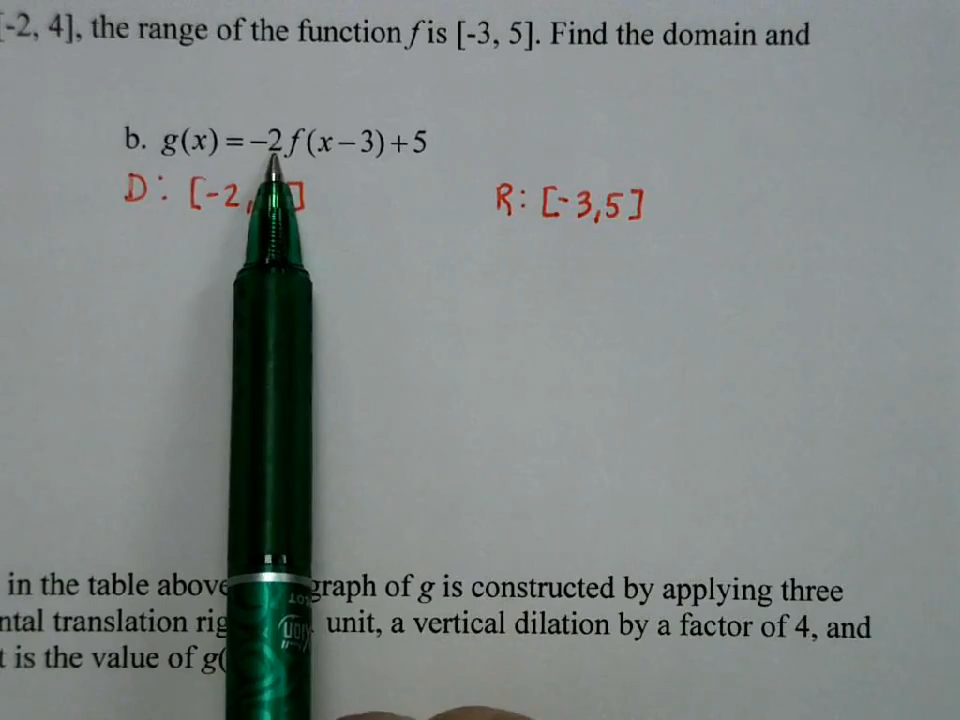 [-2, 4], the range of the function f is [-3, 5]. Find the domain and
b. g(x)=-2f(x-3)+5
D: [-2, ] R: [-3,5]
in the table above graph of g is constructed by applying three
ntal translation rig unit, a vertical dilation by a factor of 4, and
t is the value of g(